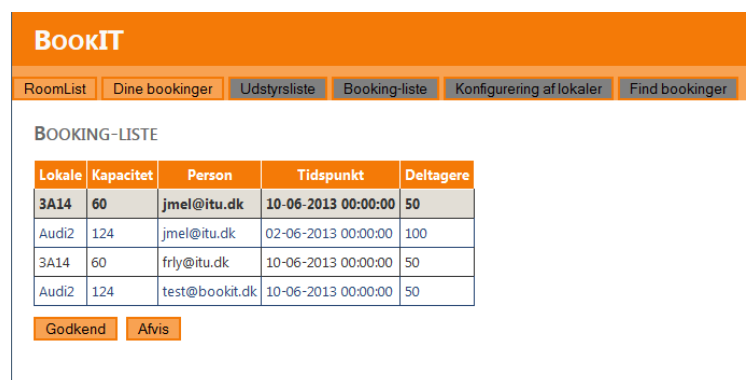 BookIT
RoomList Dine bookinger Udstyrsliste Booking-liste Konfigurering af lokaler Find bookinger
Booking-liste
Lokale Kapacitet Person Tidspunkt Deltagere
3A14 60 jmel@itu.dk 10-06-2013 00:00:00 50
Audi2 124 jmel@itu.dk 02-06-2013 00:00:00 100
3A14 60 frly@itu.dk 10-06-2013 00:00:00 50
Audi2 124 test@bookit.dk 10-06-2013 00:00:00 50
Godkend Afvis